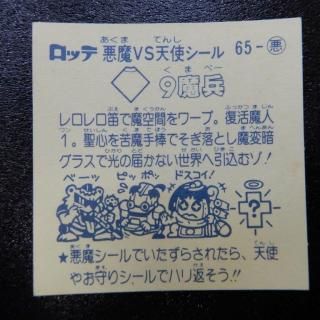 ロッテ 悪魔VS天使シール 65-悪
9魔兵
レロレロ笛で魔空間をワープ。復活魔人
1。聖心を苦魔手棒でそぎ落とし魔変暗
グラスで光の届かない世界へ引込むゾ!
ベーッ ピッポッ ドスコイ!
?
★悪魔シールでいたずらされたら、天使
やお守りシールでハリ返そう!!